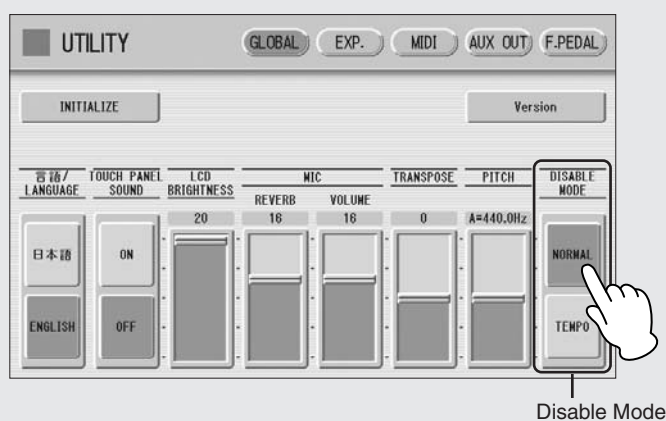 UTILITY
GLOBAL EXP. MIDI AUX OUT F.PEDAL
INITIALIZE Version
言語/ TOUCH PANEL LCD MIC TRANSPOSE PITCH DISABLE
LANGUAGE SOUND BRIGHTNESS REVERB VOLUME MODE
20 16 16 0 A=440.0Hz
日本語 ON NORMAL
ENGLISH OFF TEMPO
Disable Mode